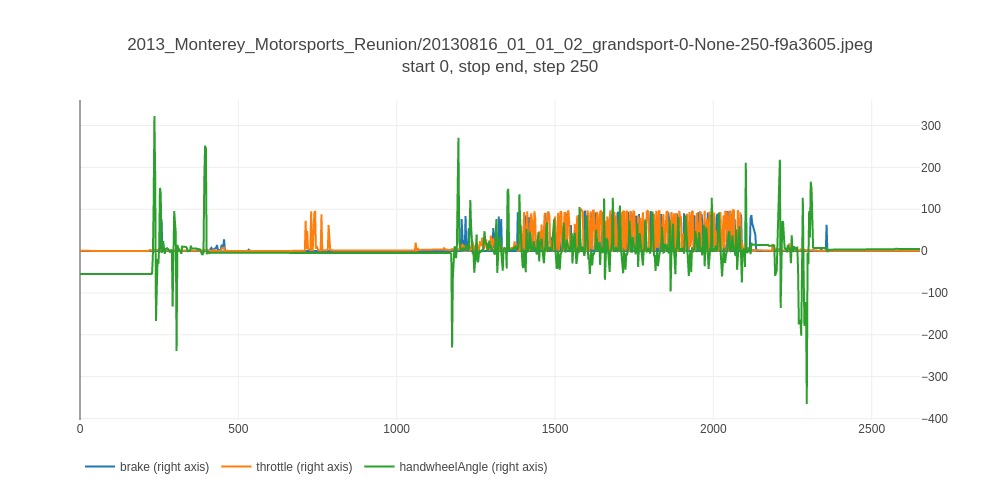 2013_Monterey_Motorsports_Reunion/20130816_01_01_02_grandsport-0-None-250-f9a3605.jpeg
start 0, stop end, step 250
300
200
100
0
−100
−200
−300
−400
0 500 1000 1500 2000 2500
brake (right axis) throttle (right axis) handwheelAngle (right axis)